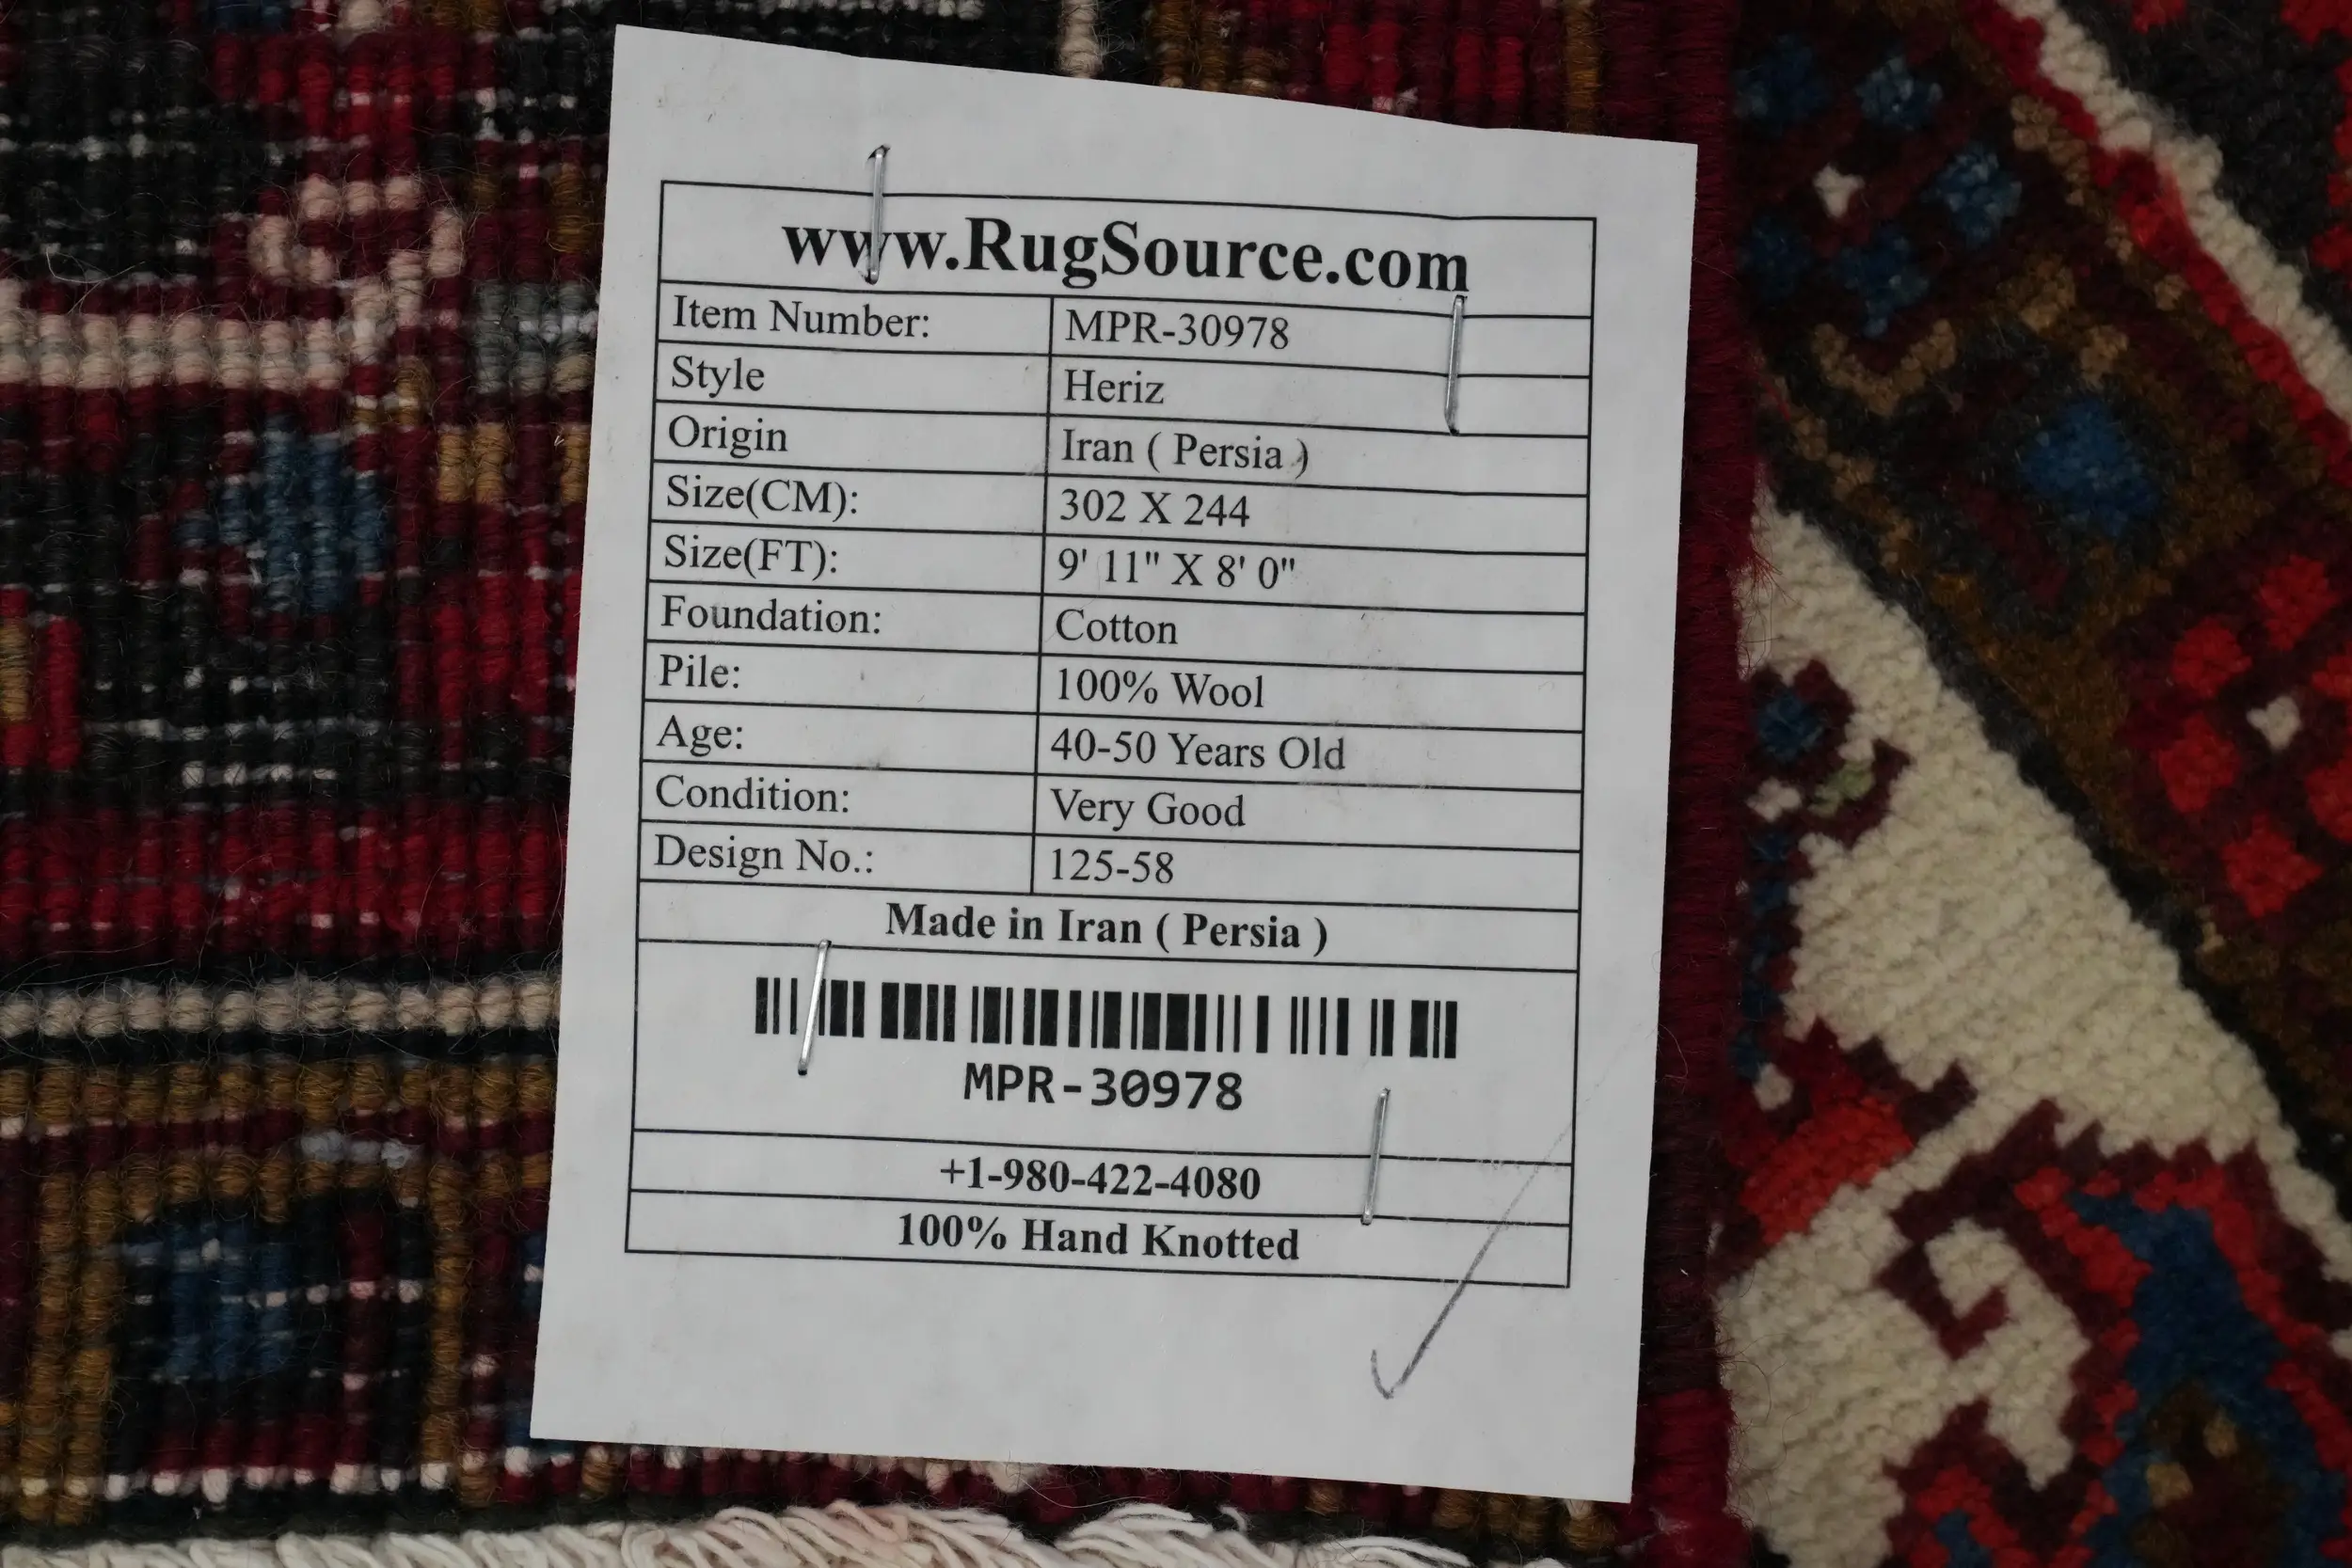 www.RugSource.com
Item Number: MPR-30978
Style Heriz
Origin Iran ( Persia )
Size(CM): 302 X 244
Size(FT): 9' 11" X 8' 0"
Foundation: Cotton
Pile: 100% Wool
Age: 40-50 Years Old
Condition: Very Good
Design No.: 125-58
Made in Iran ( Persia )
MPR-30978
+1-980-422-4080
100% Hand Knotted